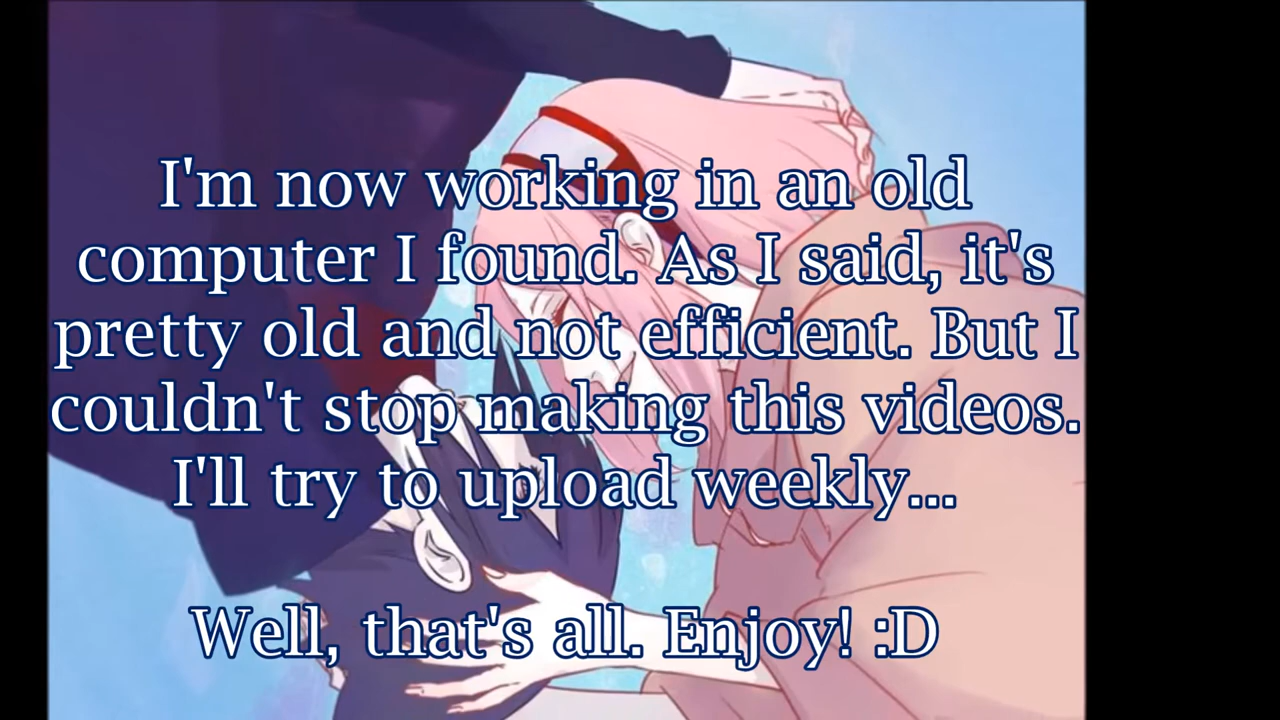 I'm now working in an old
computer I found. As I said, it's
pretty old and not efficient. But I
couldn't stop making this videos.
I'll try to upload weekly...
Well, that's all. Enjoy! :D